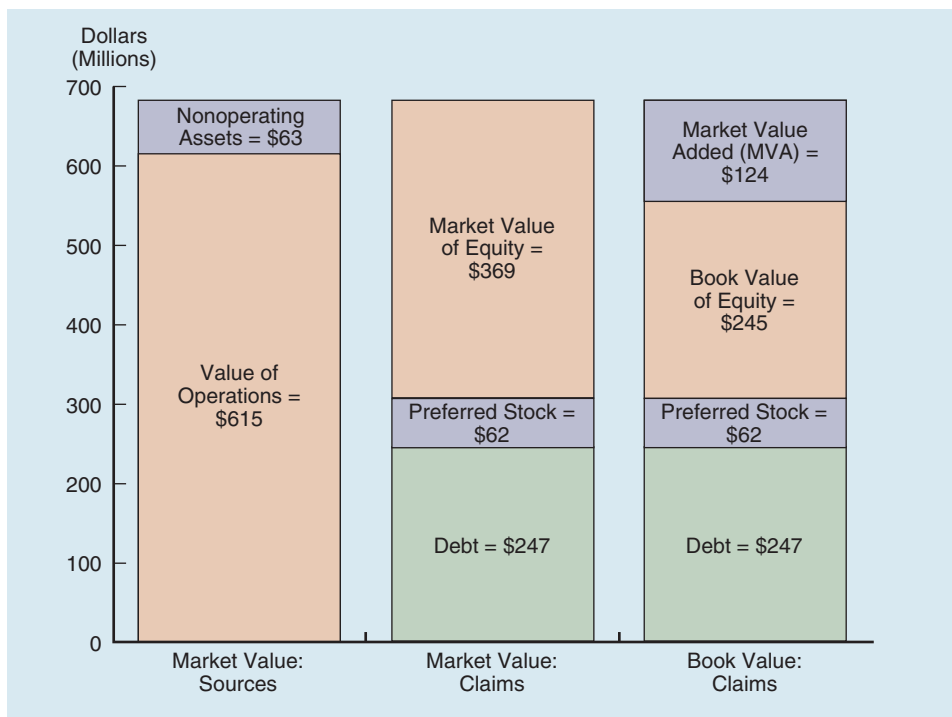 Dollars
(Millions)
700
600
500
400
300
200
100
0
Nonoperating
Assets = $63
Value of
Operations =
$615
Market Value:
Sources
Market Value
of Equity =
$369
Preferred Stock =
$62
Debt = $247
Market Value:
Claims
Market Value
Added (MVA) =
$124
Book Value
of Equity =
$245
Preferred Stock =
$62
Debt = $247
Book Value:
Claims